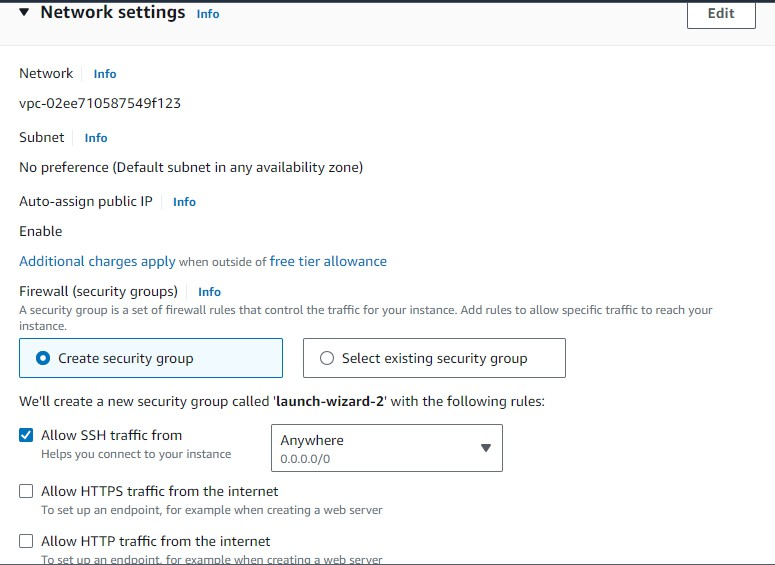 Network settings Info Edit
Network Info
vpc-02ee710587549f123
Subnet Info
No preference (Default subnet in any availability zone)
Auto-assign public IP Info
Enable
Additional charges apply when outside of free tier allowance
Firewall (security groups) Info
A security group is a set of firewall rules that control the traffic for your instance. Add rules to allow specific traffic to reach your
instance.
Create security group Select existing security group
We'll create a new security group called 'launch-wizard-2' with the following rules:
Allow SSH traffic from Anywhere
Helps you connect to your instance 0.0.0.0/0
Allow HTTPS traffic from the internet
To set up an endpoint, for example when creating a web server
Allow HTTP traffic from the internet
To set up an endpoint, for example when creating a web server